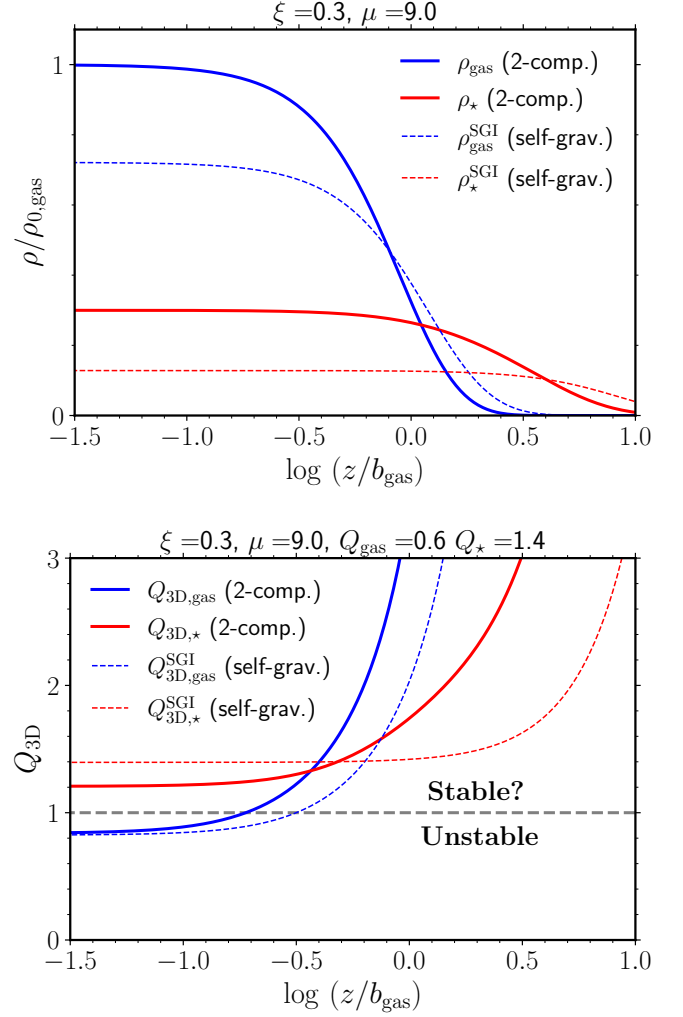 ξ =0.3, μ =9.0
1
0
ρ/ρ₀,gas
ρgas (2-comp.)
ρ⋆ (2-comp.)
ρgas^SGI (self-grav.)
ρ⋆^SGI (self-grav.)
−1.5 −1.0 −0.5 0.0 0.5 1.0
log (z/bgas)
ξ =0.3, μ =9.0, Qgas =0.6 Q⋆ =1.4
3
2
1
0
Q3D
Q3D,gas (2-comp.)
Q3D,⋆ (2-comp.)
Q3D,gas^SGI (self-grav.)
Q3D,⋆^SGI (self-grav.)
Stable?
Unstable
−1.5 −1.0 −0.5 0.0 0.5 1.0
log (z/bgas)